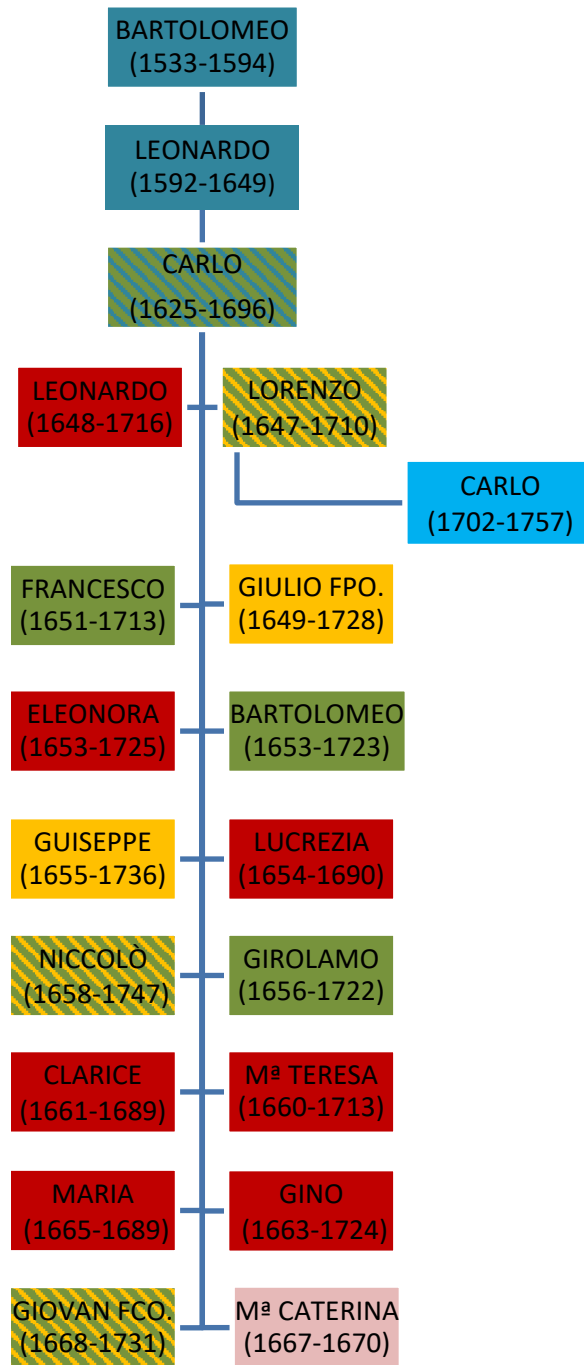 BARTOLOMEO
(1533-1594)
LEONARDO
(1592-1649)
CARLO
(1625-1696)
LEONARDO
(1648-1716)
LORENZO
(1647-1710)
CARLO
(1702-1757)
FRANCESCO
(1651-1713)
GIULIO FPO.
(1649-1728)
ELEONORA
(1653-1725)
BARTOLOMEO
(1653-1723)
GUISEPPE
(1655-1736)
LUCREZIA
(1654-1690)
NICCOLÒ
(1658-1747)
GIROLAMO
(1656-1722)
CLARICE
(1661-1689)
Mª TERESA
(1660-1713)
MARIA
(1665-1689)
GINO
(1663-1724)
GIOVAN FCO.
(1668-1731)
Mª CATERINA
(1667-1670)